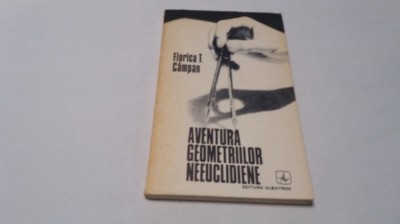 Florica T.
Câmpan
AVENTURA
GEOMETRIILOR
NEEUCLIDIENE
EDITURA ALBATROS